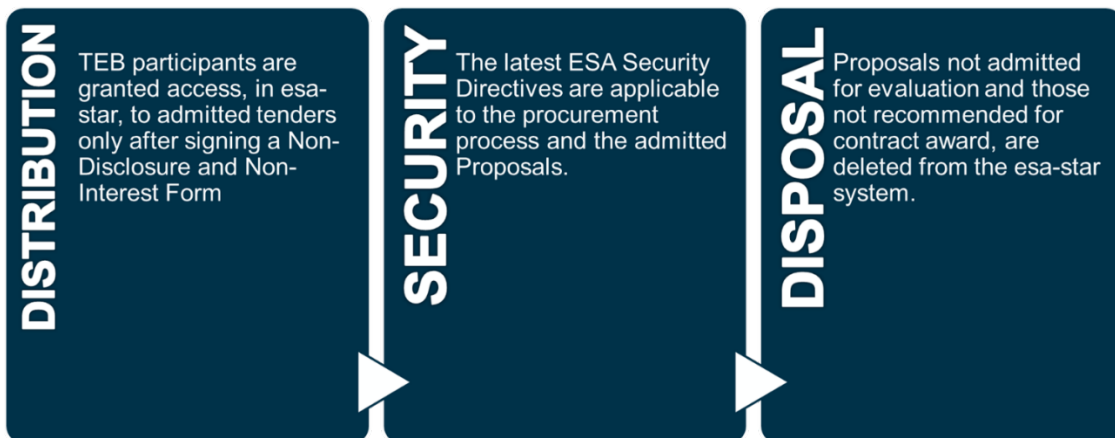 DISTRIBUTION
TEB participants are
granted access, in esa-
star, to admitted tenders
only after signing a Non-
Disclosure and Non-
Interest Form
SECURITY
The latest ESA Security
Directives are applicable
to the procurement
process and the admitted
Proposals.
DISPOSAL
Proposals not admitted
for evaluation and those
not recommended for
contract award, are
deleted from the esa-star
system.